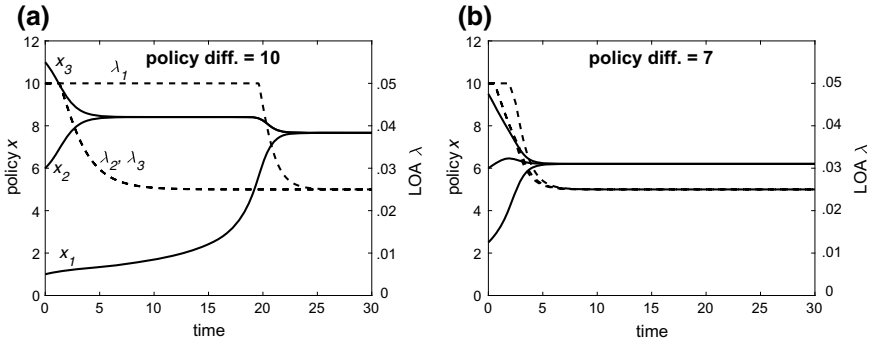 (a)
policy diff. = 10
12
10
8
6
4
2
0
policy x
x3
x2
x1
λ1
λ2, λ3
.05
.04
.03
.02
.01
0
LOA λ
0 5 10 15 20 25 30
time
(b)
policy diff. = 7
12
10
8
6
4
2
0
policy x
.05
.04
.03
.02
.01
0
LOA λ
0 5 10 15 20 25 30
time